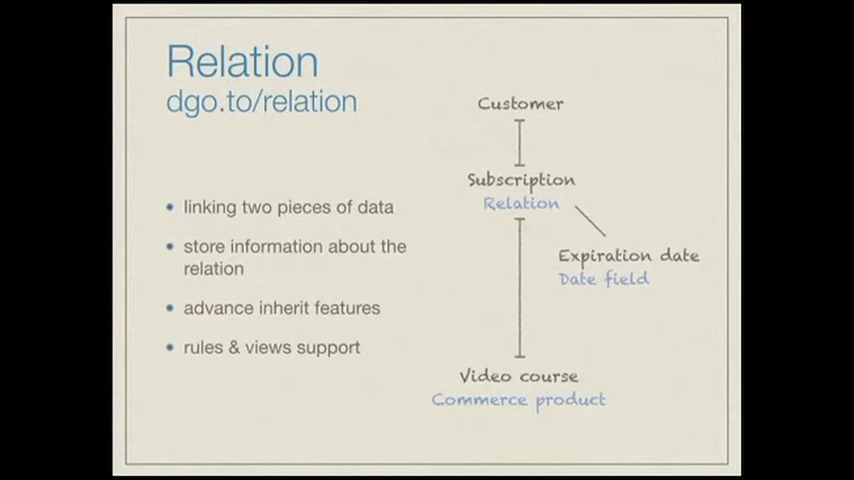 Relation
dgo.to/relation
linking two pieces of data
store information about the
relation
advance inherit features
rules & views support
Customer
Subscription
Relation
Expiration date
Date field
Video course
Commerce product